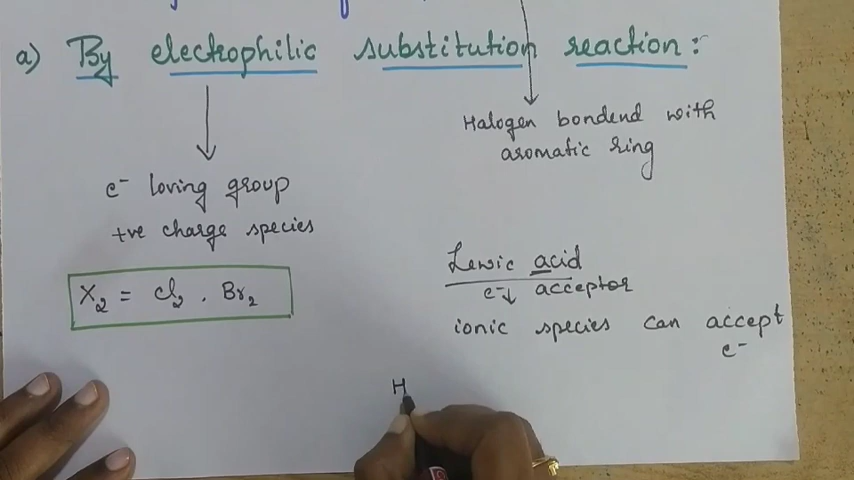 a) By electrophilic substitution reaction :-
Halogen bondend with
aromatic ring
e⁻ loving group
+ve charge species
X₂ = Cl₂ . Br₂
Lewic acid
e⁻ acceptor
ionic species can accept
e⁻
H